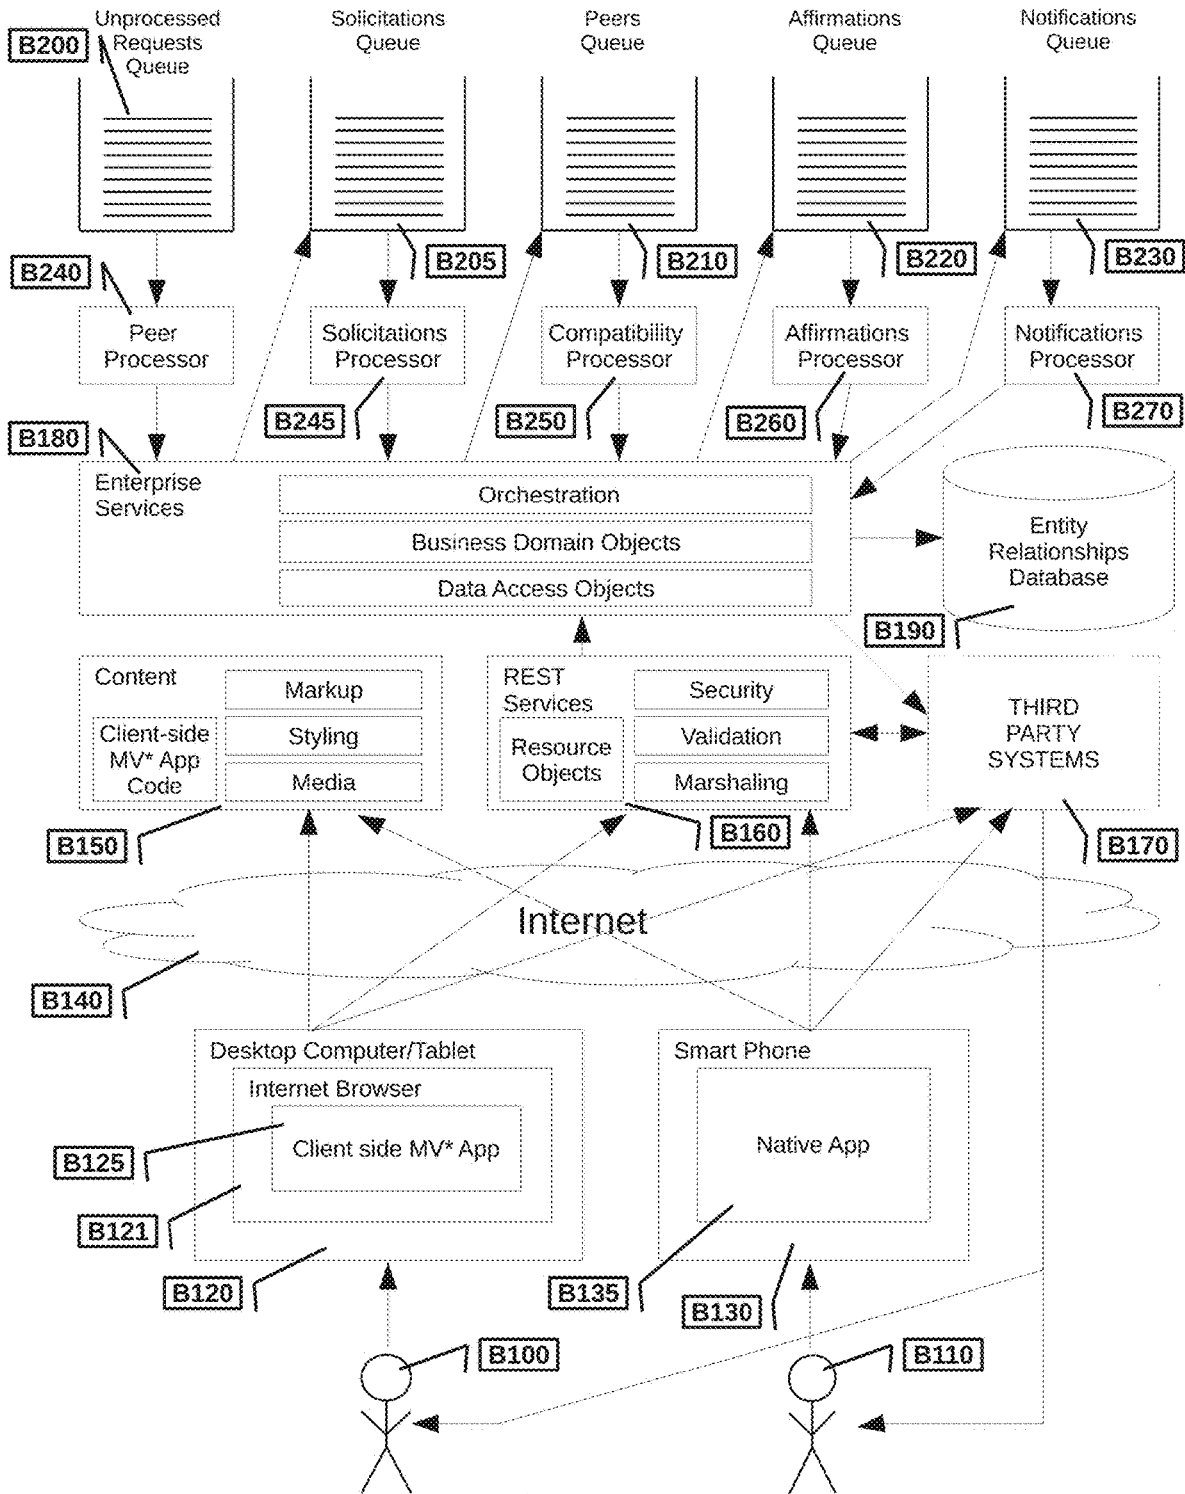 Unprocessed
Requests
Queue
Solicitations
Queue
Peers
Queue
Affirmations
Queue
Notifications
Queue
B200
B205
B210
B220
B230
B240
Peer
Processor
Solicitations
Processor
Compatibility
Processor
Affirmations
Processor
Notifications
Processor
B245
B250
B260
B270
B180
Enterprise
Services
Orchestration
Business Domain Objects
Data Access Objects
Entity
Relationships
Database
B190
Content
Markup
Client-side
MV* App
Code
Styling
Media
REST
Services
Resource
Objects
Security
Validation
Marshaling
THIRD
PARTY
SYSTEMS
B150
B160
B170
Internet
B140
Desktop Computer/Tablet
Internet Browser
Client side MV* App
Smart Phone
Native App
B125
B121
B120
B135
B130
B100
B110